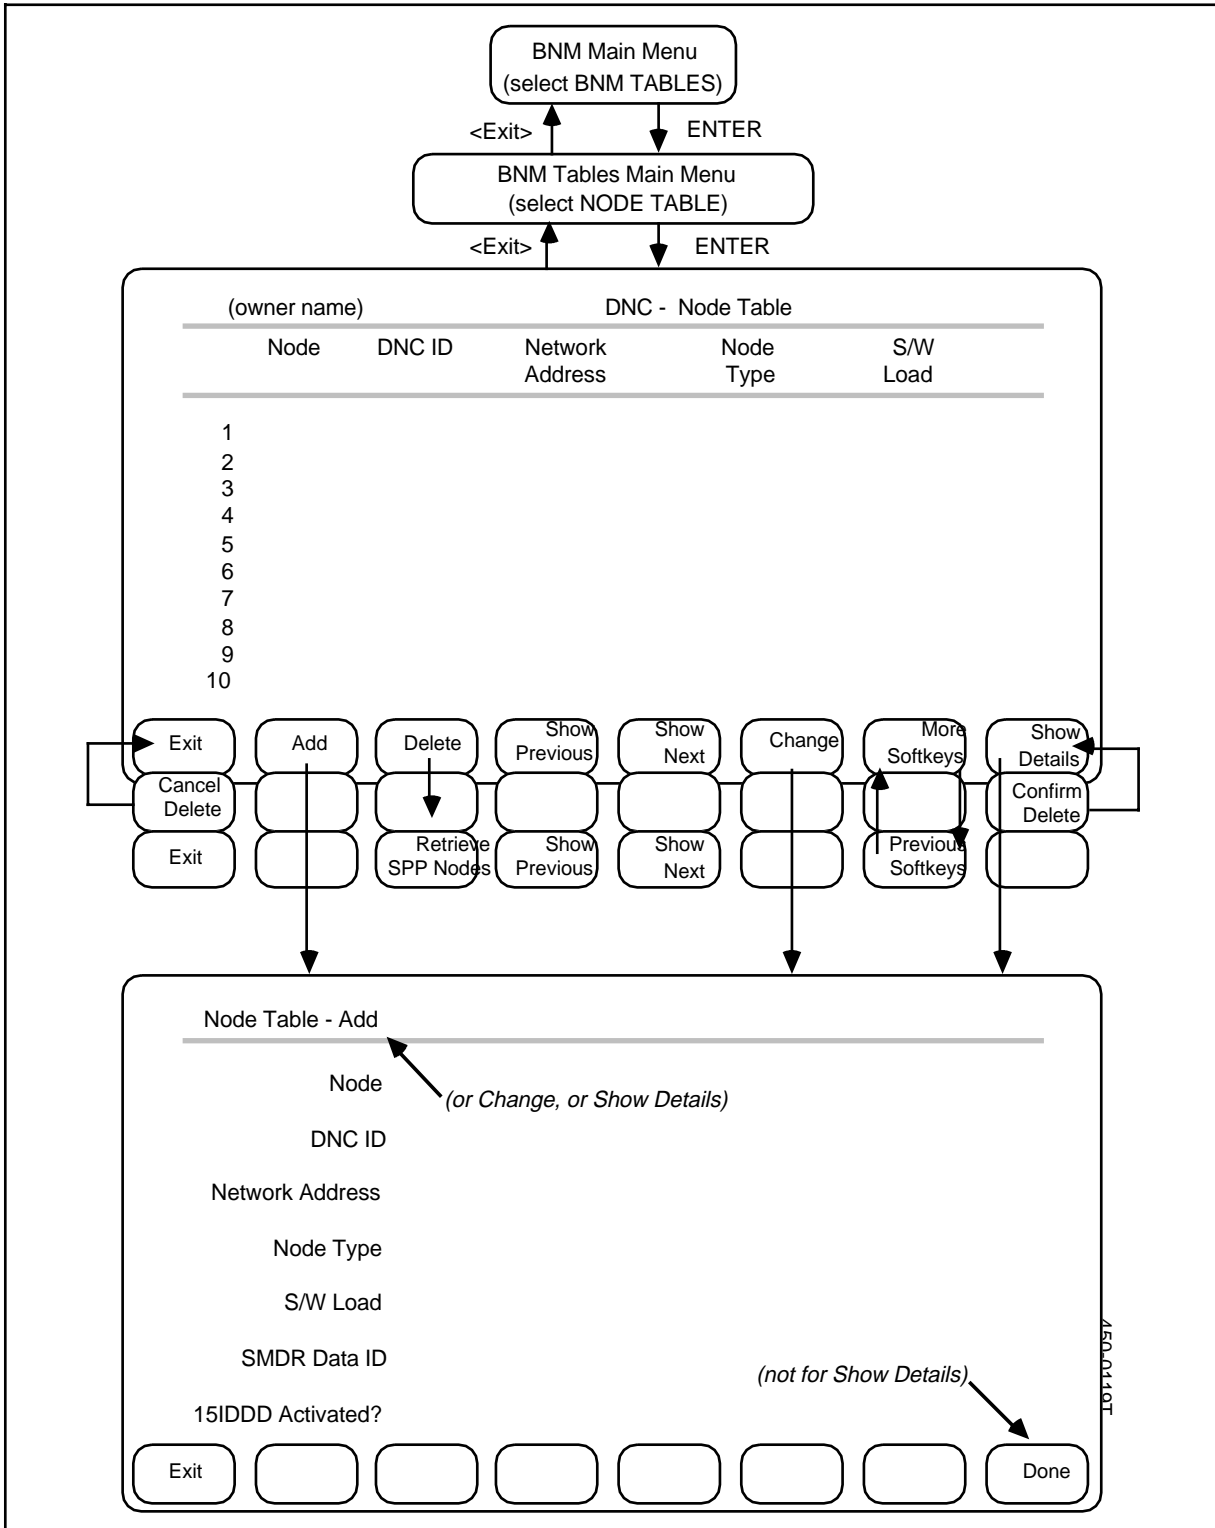 BNM Main Menu
(select BNM TABLES)
<Exit> ENTER
BNM Tables Main Menu
(select NODE TABLE)
<Exit> ENTER
(owner name) DNC - Node Table
Node DNC ID Network Node S/W
Address Type Load
1
2
3
4
5
6
7
8
9
10
Exit Add Delete Show Show Change More Show
Previous Next Softkeys Details
Cancel Confirm
Delete Delete
Exit Retrieve Show Show Previous
SPP Nodes Previous Next Softkeys
Node Table - Add
Node
(or Change, or Show Details)
DNC ID
Network Address
Node Type
S/W Load
SMDR Data ID
(not for Show Details)
15IDDD Activated?
450-0119T
Exit Done